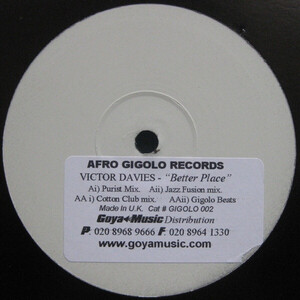 AFRO GIGOLO RECORDS
VICTOR DAVIES - "Better Place"
Ai) Purist Mix. Aii) Jazz Fusion mix.
AA i) Cotton Club mix. AAii) Gigolo Beats
Made In U.K. Cat # GIGOLO 002
Goya Music Distribution
P 020 8968 9666 F 020 8964 1330
www.goyamusic.com